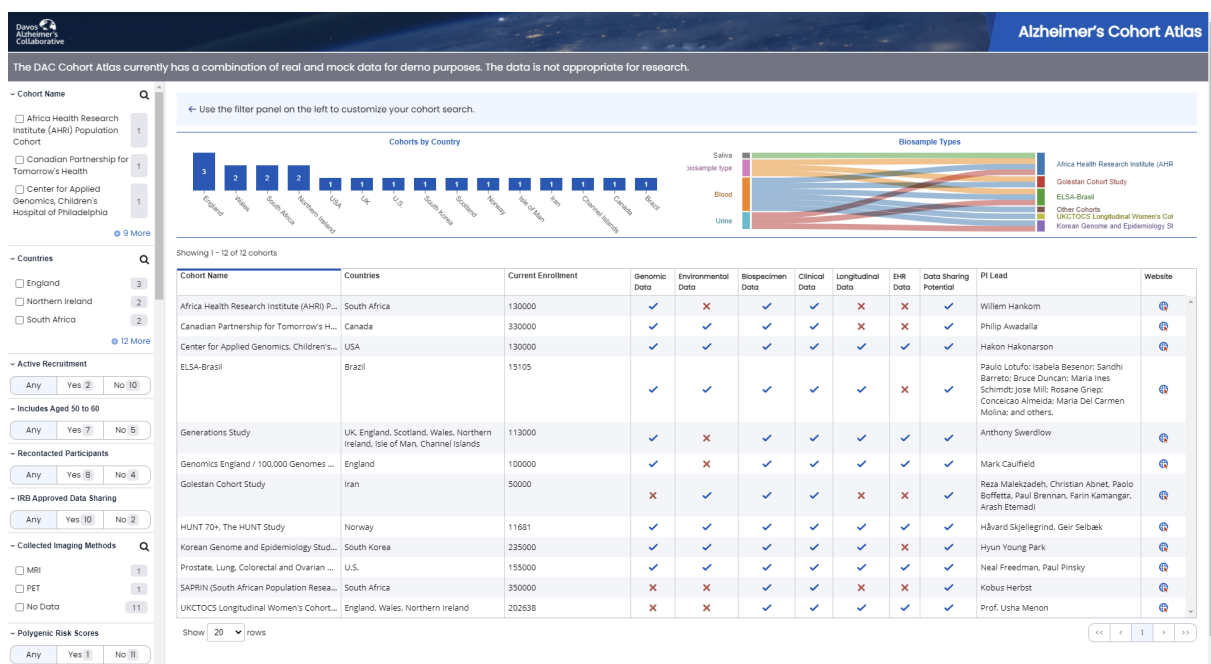 Davos
Alzheimer's
Collaborative
Alzheimer's Cohort Atlas
The DAC Cohort Atlas currently has a combination of real and mock data for demo purposes. The data is not appropriate for research.
Cohort Name
Africa Health Research
Institute (AHRI) Population
Cohort
1
Canadian Partnership for
Tomorrow's Health
1
Center for Applied
Genomics, Children's
Hospital of Philadelphia
1
9 More
Countries
England 3
Northern Ireland 2
South Africa 2
12 More
Active Recruitment
Any Yes 2 No 10
Includes Aged 50 to 60
Any Yes 7 No 5
Recontacted Participants
Any Yes 8 No 4
IRB Approved Data Sharing
Any Yes 10 No 2
Collected Imaging Methods
MRI 1
PET 1
No Data 11
Polygenic Risk Scores
Any Yes 1 No 11
← Use the filter panel on the left to customize your cohort search.
Cohorts by Country
3 2 2 2 1 1 1 1 1 1 1 1 1 1
England Wales South Africa Northern Ireland USA UK U.S. South Korea Scotland Norway Isle of Man Iran Channel Islands Canada Brazil
Biosample Types
Saliva
biosample type
Blood
Urine
Africa Health Research Institute (AHR
Golestan Cohort Study
ELSA-Brasil
Other Cohorts
UKCTOCS Longitudinal Women's Col
Korean Genome and Epidemiology St
Showing 1 - 12 of 12 cohorts
Cohort Name Countries Current Enrollment Genomic Data Environmental Data Biospecimen Data Clinical Data Longitudinal Data EHR Data Data Sharing Potential PI Lead Website
Africa Health Research Institute (AHRI) P... South Africa 130000 ✓ ✕ ✓ ✓ ✕ ✕ ✓ Willem Hankom
Canadian Partnership for Tomorrow's H... Canada 330000 ✓ ✓ ✓ ✓ ✕ ✕ ✓ Philip Awadalla
Center for Applied Genomics, Children's... USA 130000 ✓ ✓ ✓ ✓ ✓ ✓ ✓ Hakon Hakonarson
ELSA-Brasil Brazil 15105 ✓ ✓ ✓ ✓ ✓ ✕ ✓ Paulo Lotufo; Isabela Besenor; Sandhi
Barreto; Bruce Duncan; Maria Ines
Schimdt; Jose Mill; Rosane Griep;
Conceicao Almeida; Maria Del Carmen
Molina; and others.
Generations Study UK, England, Scotland, Wales, Northern 113000 ✓ ✕ ✓ ✓ ✓ ✓ ✓ Anthony Swerdlow
Ireland, Isle of Man, Channel Islands
Genomics England / 100,000 Genomes ... England 100000 ✓ ✕ ✓ ✓ ✓ ✓ ✓ Mark Caulfield
Golestan Cohort Study Iran 50000 ✕ ✓ ✓ ✓ ✕ ✕ ✓ Reza Malekzadeh, Christian Abnet, Paolo
Boffetta, Paul Brennan, Farin Kamangar,
Arash Etemadi
HUNT 70+, The HUNT Study Norway 11681 ✓ ✓ ✓ ✓ ✓ ✓ ✓ Håvard Skjellegrind, Geir Selbæk
Korean Genome and Epidemiology Stud... South Korea 235000 ✓ ✓ ✓ ✓ ✓ ✕ ✓ Hyun Young Park
Prostate, Lung, Colorectal and Ovarian ... U.S. 155000 ✓ ✓ ✓ ✓ ✓ ✓ ✓ Neal Freedman, Paul Pinsky
SAPRIN (South African Population Resea... South Africa 350000 ✕ ✕ ✓ ✓ ✕ ✕ ✓ Kobus Herbst
UKCTOCS Longitudinal Women's Cohort... England, Wales, Northern Ireland 202638 ✕ ✕ ✓ ✓ ✓ ✓ ✓ Prof. Usha Menon
Show 20 rows
<< < 1 > >>